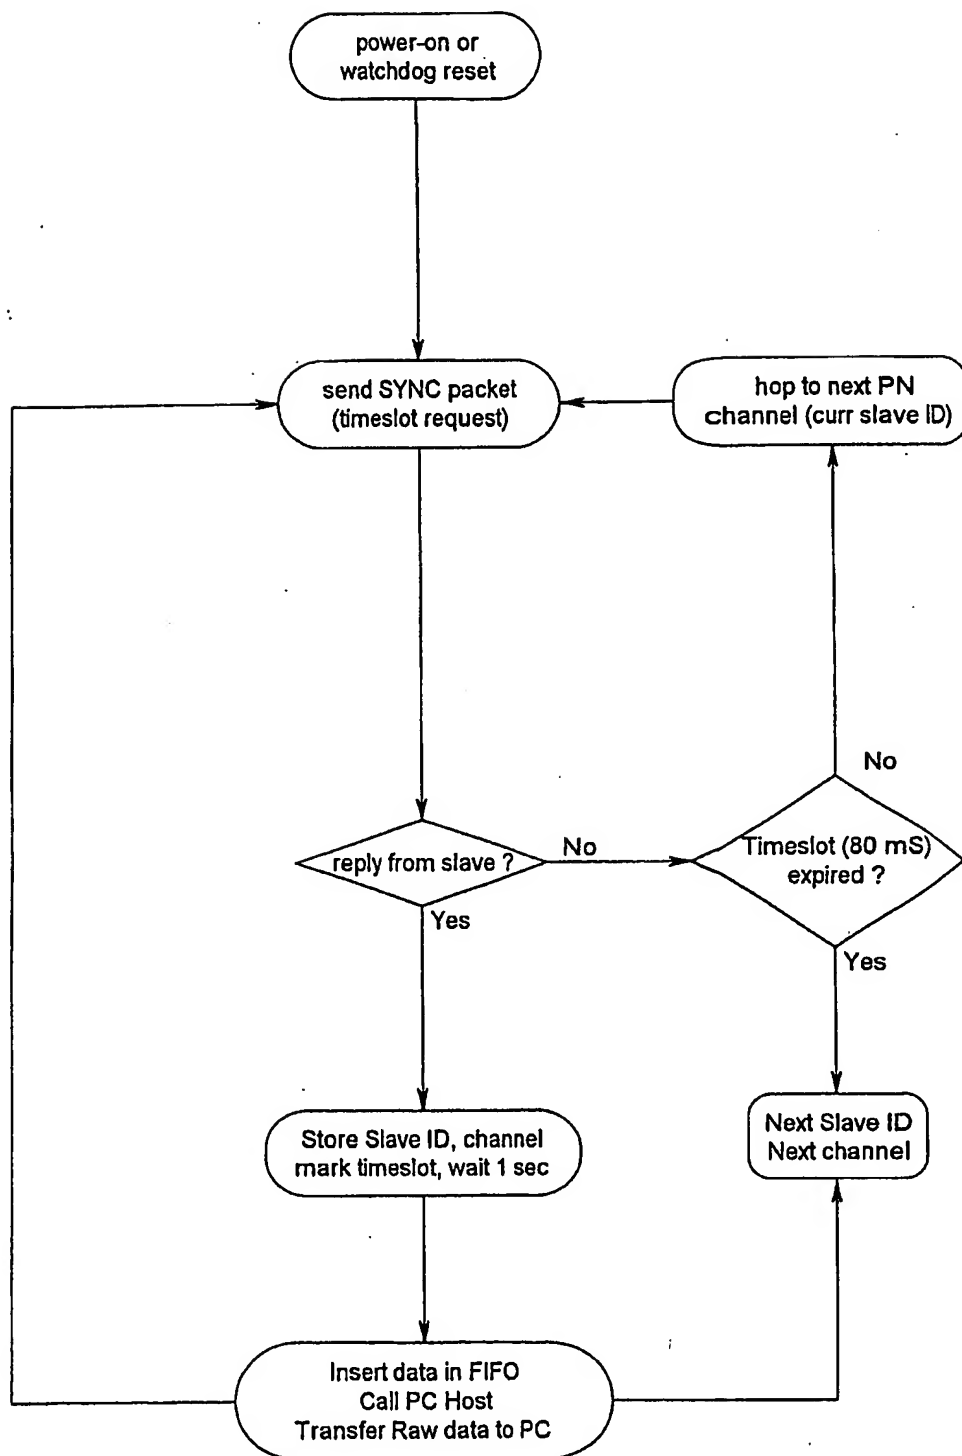 power-on or
watchdog reset
send SYNC packet
(timeslot request)
hop to next PN
channel (curr slave ID)
No
reply from slave ?
No
Timeslot (80 mS)
expired ?
Yes
Yes
Store Slave ID, channel
mark timeslot, wait 1 sec
Next Slave ID
Next channel
Insert data in FIFO
Call PC Host
Transfer Raw data to PC